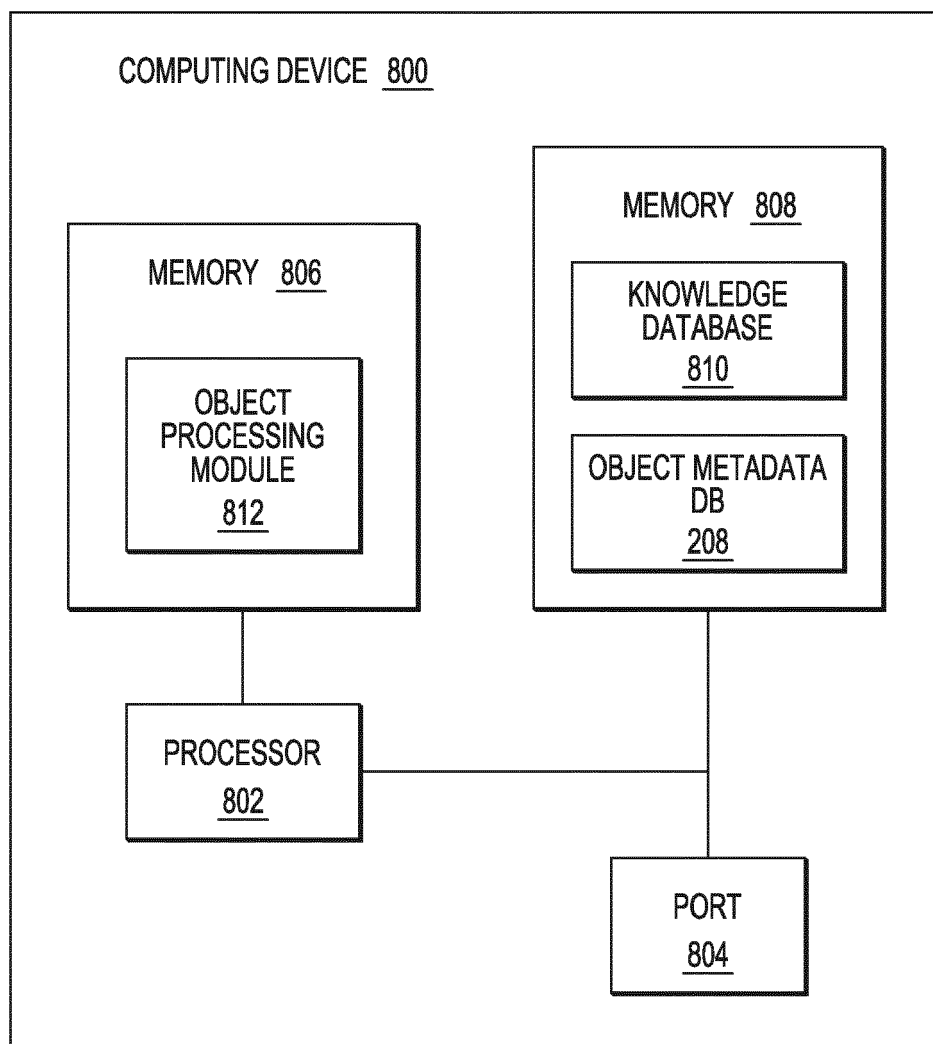 COMPUTING DEVICE 800
MEMORY 808
KNOWLEDGE
DATABASE
810
OBJECT METADATA
DB
208
MEMORY 806
OBJECT
PROCESSING
MODULE
812
PROCESSOR
802
PORT
804